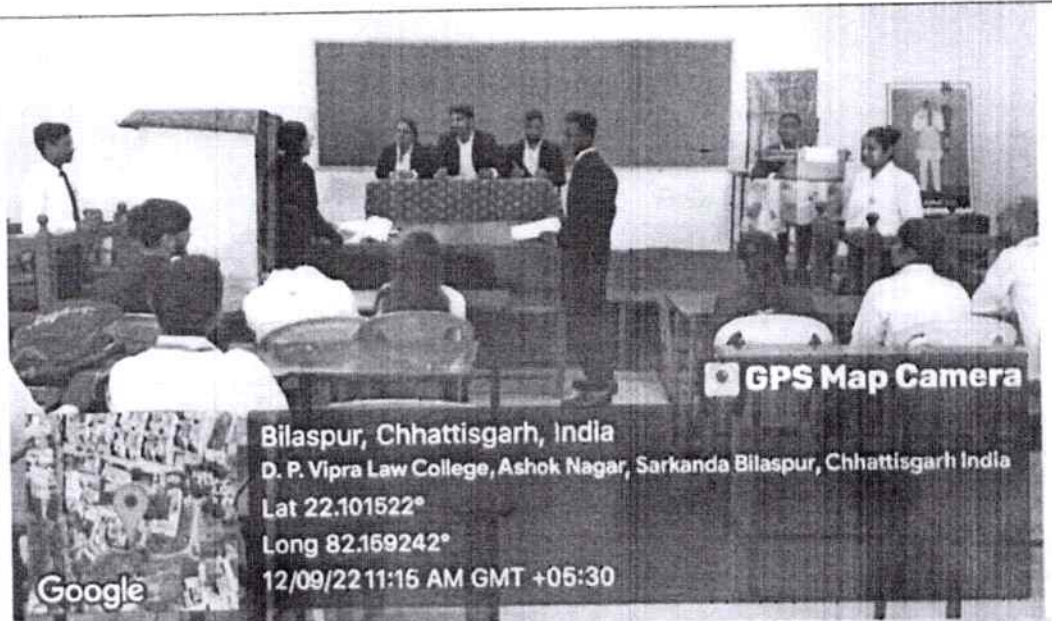 GPS Map Camera
Bilaspur, Chhattisgarh, India
D. P. Vipra Law College, Ashok Nagar, Sarkanda Bilaspur, Chhattisgarh India
Lat 22.101522°
Long 82.159242°
12/09/22 11:15 AM GMT +05:30
Google